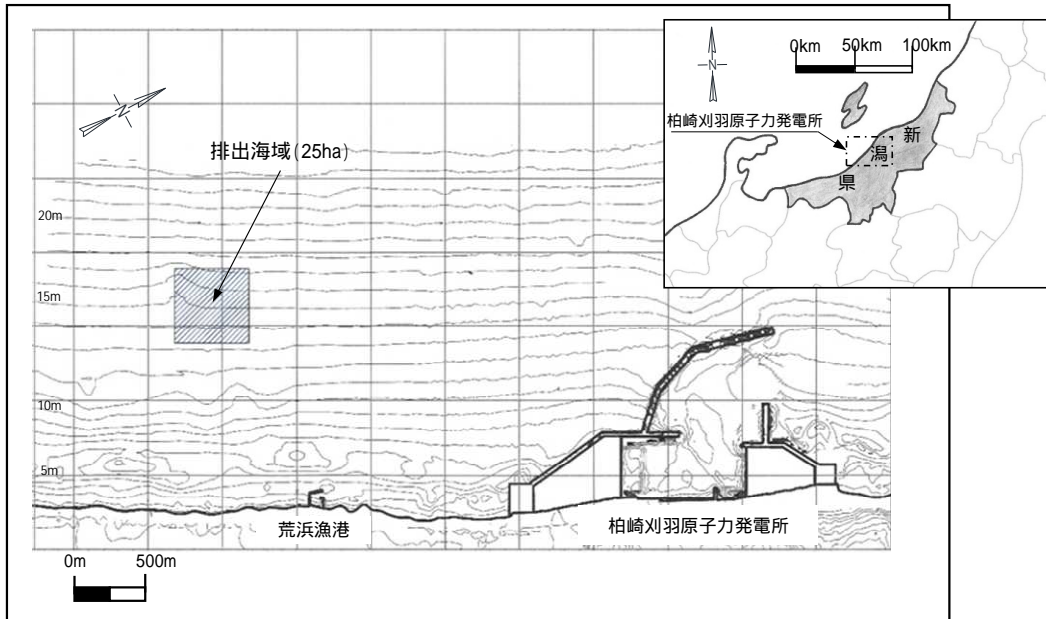 0km 50km 100km
N
柏崎刈羽原子力発電所
新
潟
県
N
排出海域(25ha)
20m
15m
10m
5m
荒浜漁港
柏崎刈羽原子力発電所
0m 500m